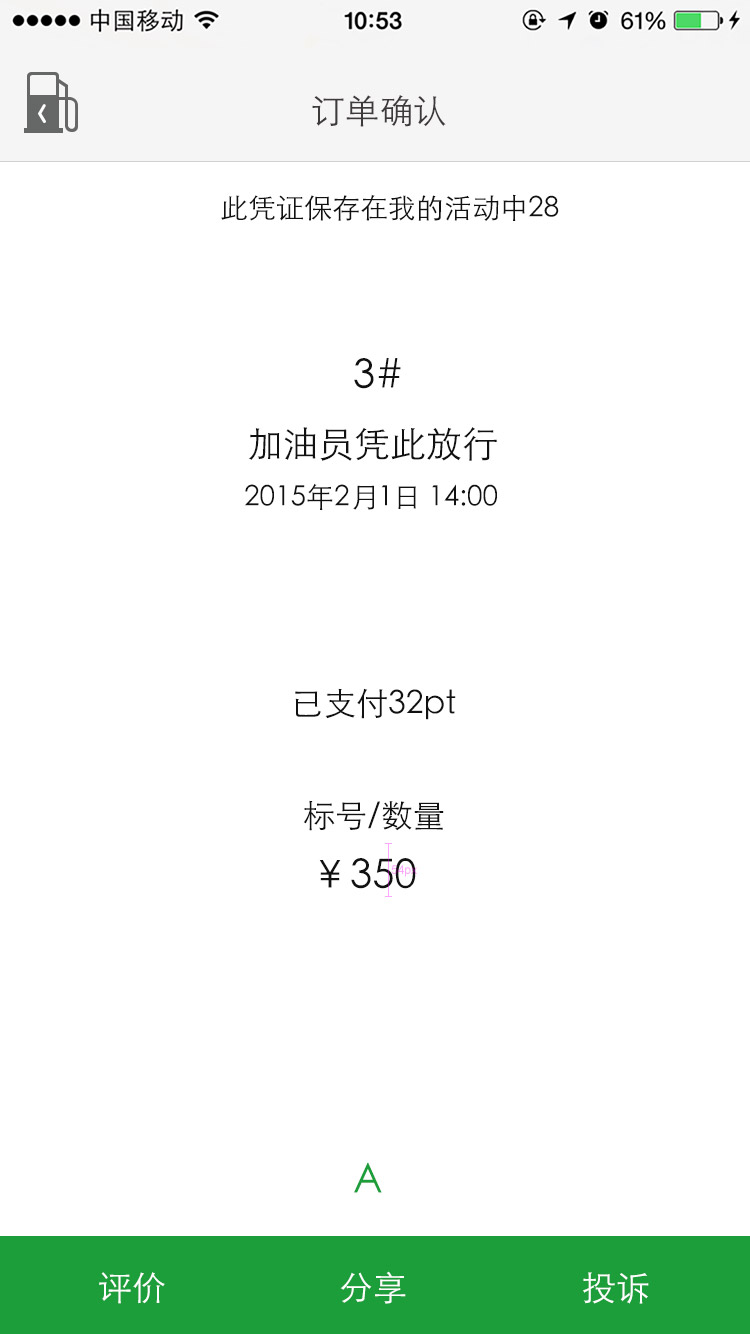 中国移动 10:53 61%
订单确认
此凭证保存在我的活动中28
3#
加油员凭此放行
2015年2月1日 14:00
已支付32pt
标号/数量
¥350
A
评价 分享 投诉